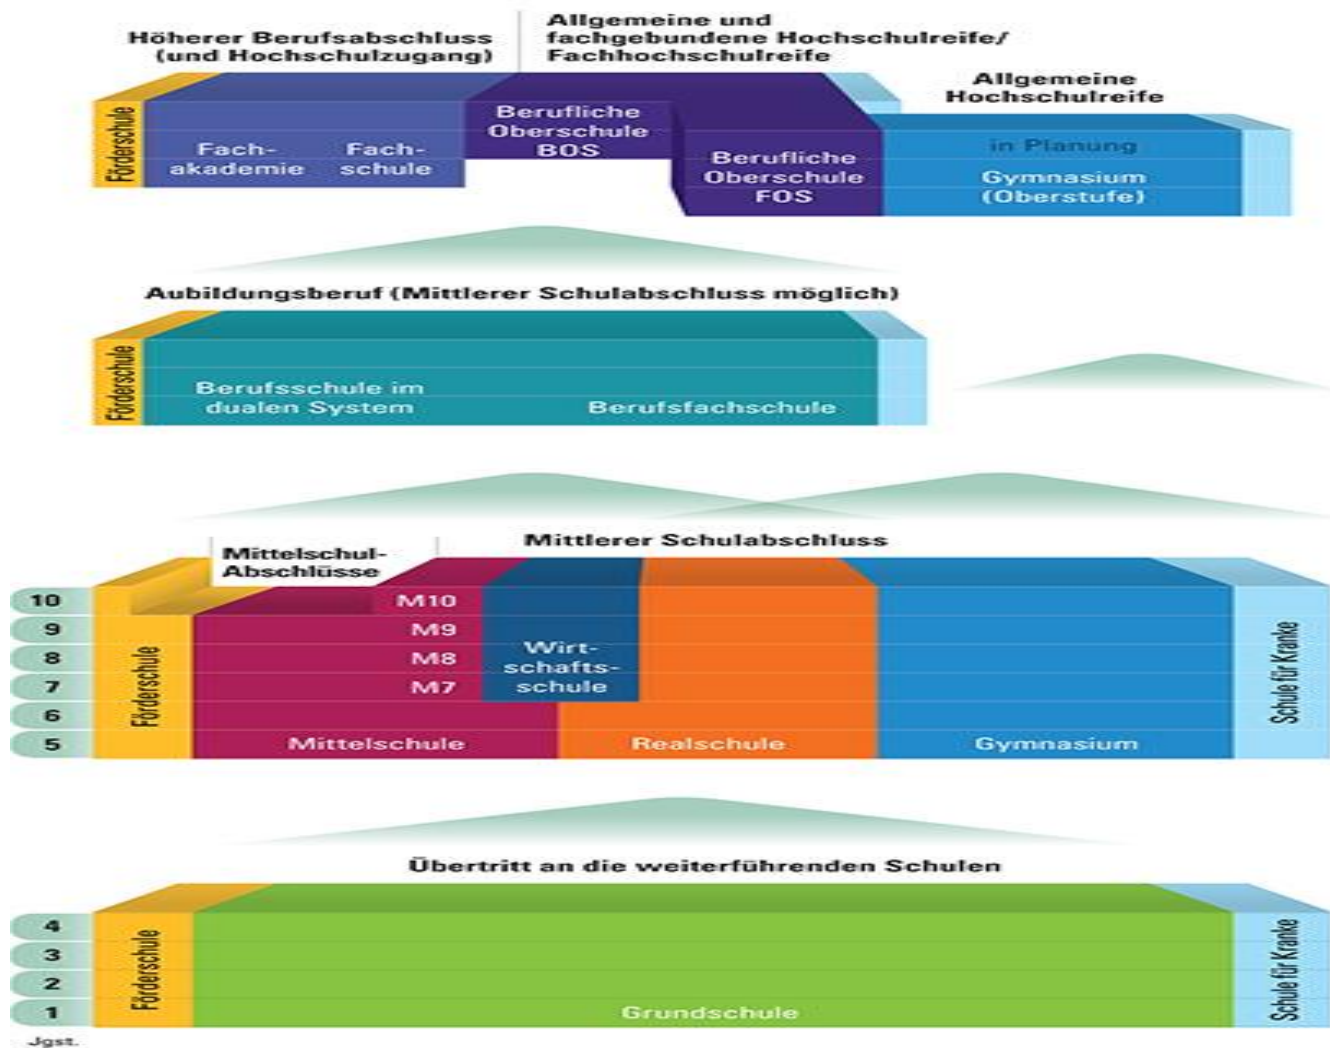 Höherer Berufsabschluss
(und Hochschulzugang)
Allgemeine und
fachgebundene Hochschulreife/
Fachhochschulreife
Allgemeine
Hochschulreife
Förderschule
Fach-
akademie
Fach-
schule
Berufliche
Oberschule
BOS
Berufliche
Oberschule
FOS
in Planung
Gymnasium
(Oberstufe)
Aubildungsberuf (Mittlerer Schulabschluss möglich)
Förderschule
Berufsschule im
dualen System
Berufsfachschule
Mittelschul-
Abschlüsse
Mittlerer Schulabschluss
10
9
8
7
6
5
Förderschule
M10
M9
M8
M7
Mittelschule
Wirt-
schafts-
schule
Realschule
Gymnasium
Schule für Kranke
Übertritt an die weiterführenden Schulen
4
3
2
1
Jgst.
Förderschule
Grundschule
Schule für Kranke